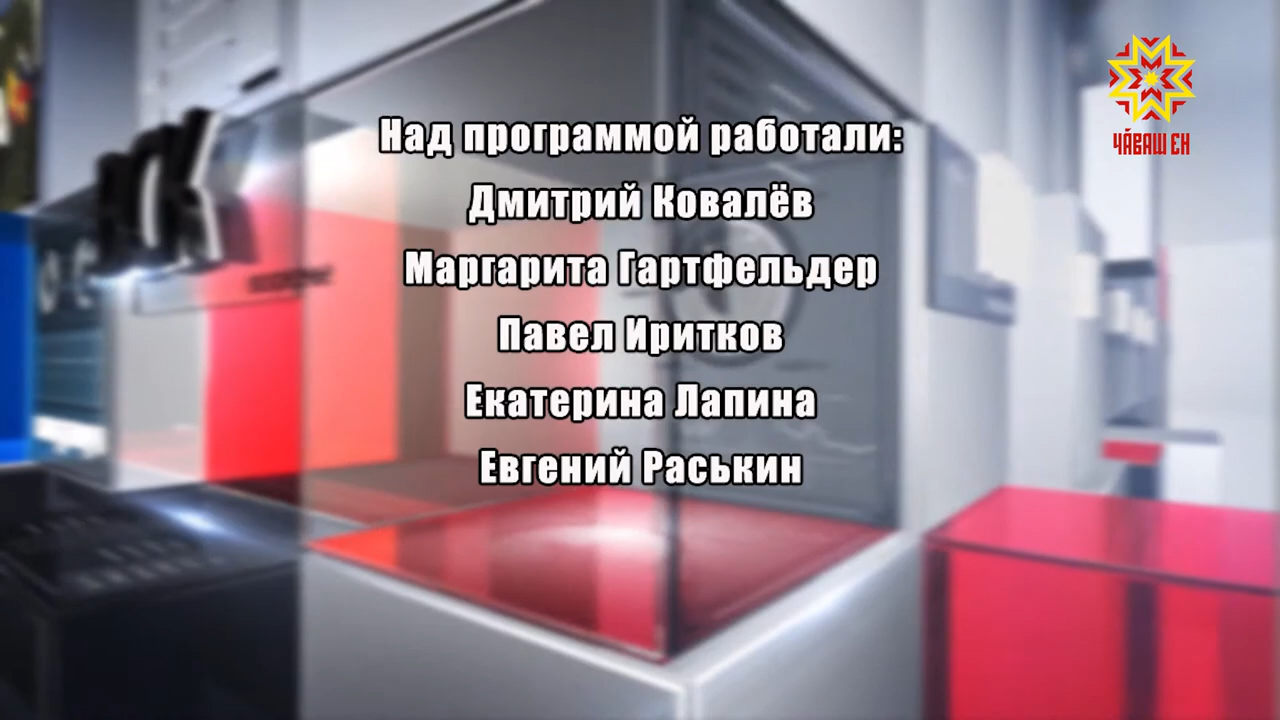 Над программой работали:
Дмитрий Ковалёв
Маргарита Гартфельдер
Павел Иритков
Екатерина Лапина
Евгений Раськин
ЧĂВАШ ЕН